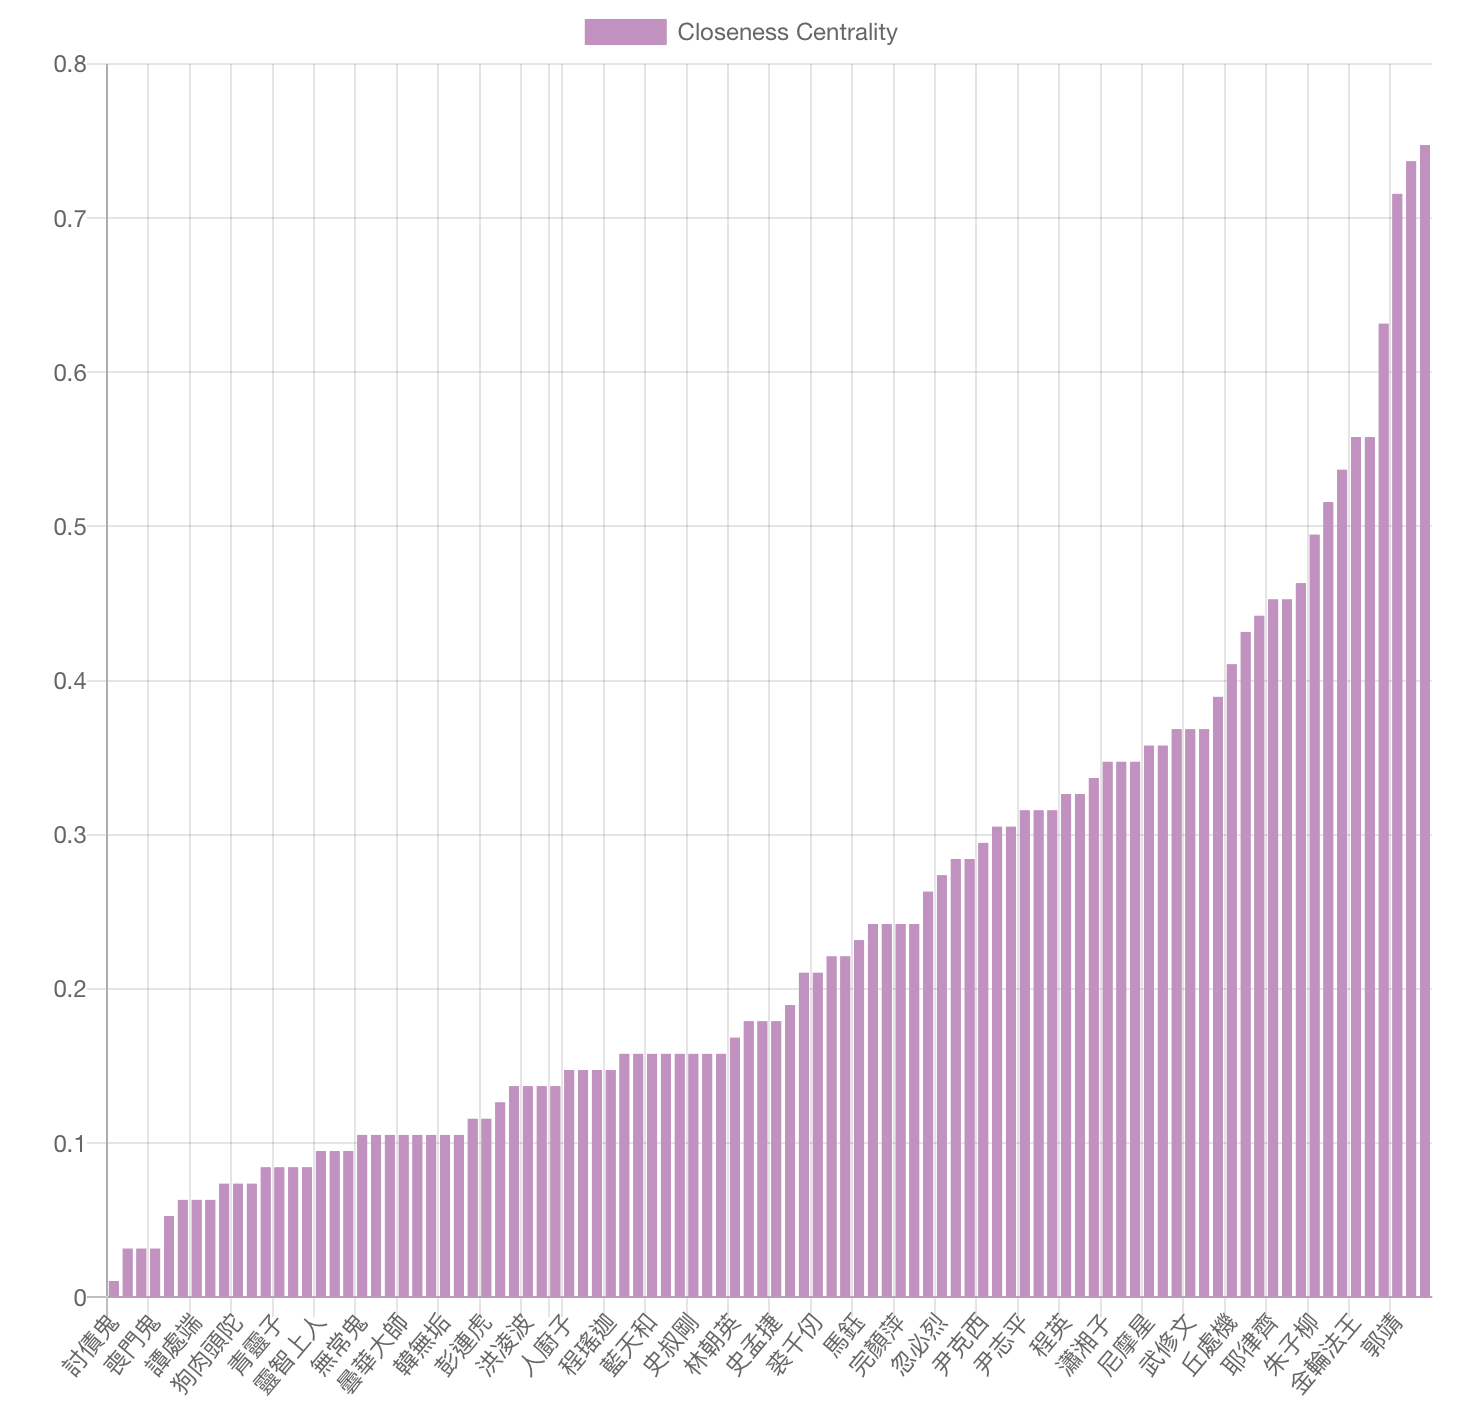 Closeness Centrality
0.8
0.7
0.6
0.5
0.4
0.3
0.2
0.1
0
討債鬼
喪門鬼
譚處端
狗肉頭陀
青靈子
靈智上人
無常鬼
曇華大師
韓無垢
彭連虎
洪凌波
人廚子
程瑤迦
藍天和
史叔剛
林朝英
史孟捷
裘千仞
馬鈺
完顏萍
忽必烈
尹克西
尹志平
程英
瀟湘子
尼摩星
武修文
丘處機
耶律齊
朱子柳
金輪法王
郭靖